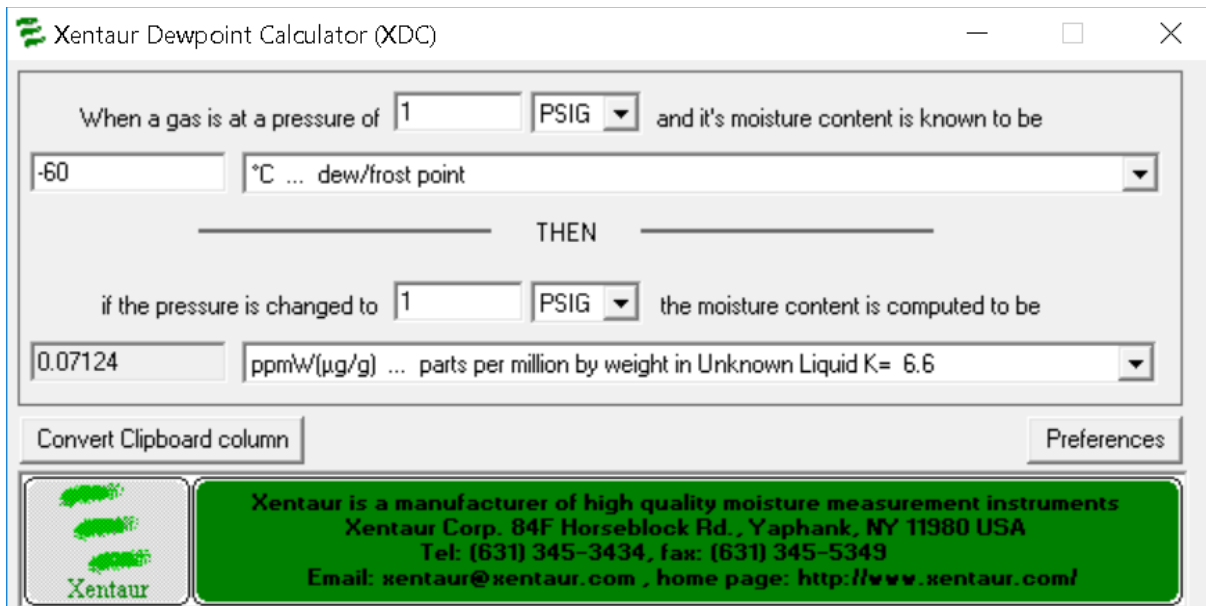 Xentaur Dewpoint Calculator (XDC)
When a gas is at a pressure of 1 PSIG and it's moisture content is known to be
-60 °C ... dew/frost point
THEN
if the pressure is changed to 1 PSIG the moisture content is computed to be
0.07124 ppmW(µg/g) ... parts per million by weight in Unknown Liquid K= 6.6
Convert Clipboard column Preferences
Xentaur is a manufacturer of high quality moisture measurement instruments
Xentaur Corp. 84F Horseblock Rd., Yaphank, NY 11980 USA
Tel: (631) 345-3434, fax: (631) 345-5349
Email: xentaur@xentaur.com , home page: http://www.xentaur.com/
Xentaur